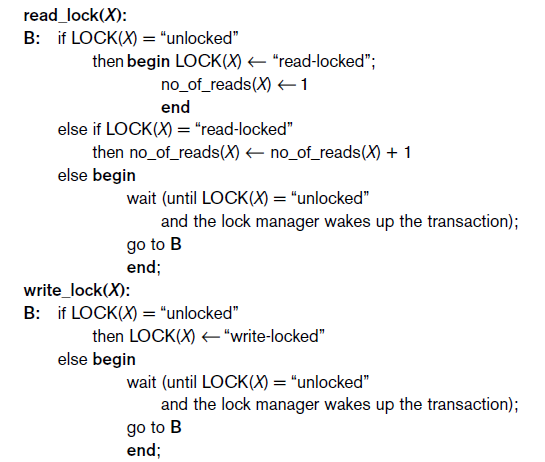 read_lock(X):
B: if LOCK(X) = “unlocked”
then begin LOCK(X) ← “read-locked”;
no_of_reads(X) ← 1
end
else if LOCK(X) = “read-locked”
then no_of_reads(X) ← no_of_reads(X) + 1
else begin
wait (until LOCK(X) = “unlocked”
and the lock manager wakes up the transaction);
go to B
end;
write_lock(X):
B: if LOCK(X) = “unlocked”
then LOCK(X) ← “write-locked”
else begin
wait (until LOCK(X) = “unlocked”
and the lock manager wakes up the transaction);
go to B
end;